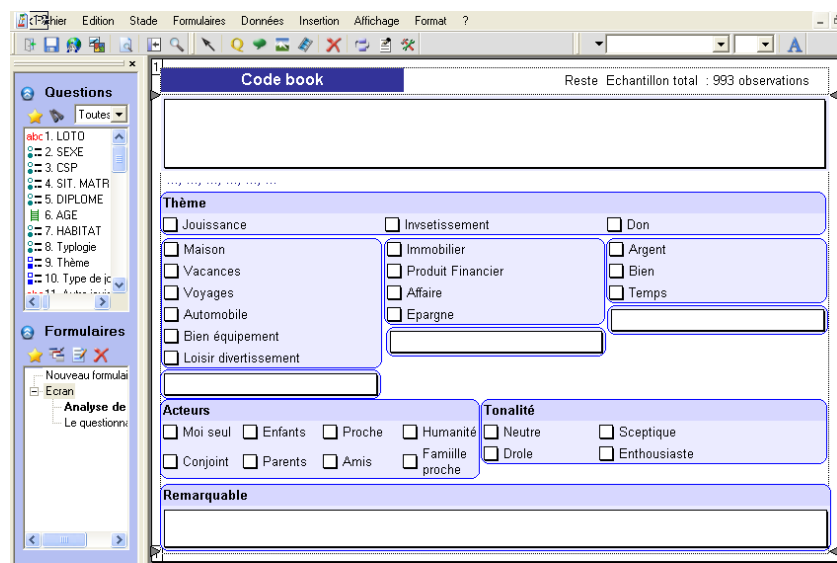 Edition Stade Formulaires Données Insertion Affichage Format ?
Questions
Toutes
abc 1. LOTO
2. SEXE
3. CSP
4. SIT. MATR
5. DIPLOME
6. AGE
7. HABITAT
8. Typlogie
9. Thème
10. Type de jc
Formulaires
Nouveau formulai
Ecran
Analyse de
Le questionna
1
Code book
Reste Echantillon total : 993 observations
..., ..., ..., ..., ..., ...
Thème
Jouissance Invsetissement Don
Maison Immobilier Argent
Vacances Produit Financier Bien
Voyages Affaire Temps
Automobile Epargne
Bien équipement
Loisir divertissement
Acteurs Tonalité
Moi seul Enfants Proche Humanité Neutre Sceptique
Conjoint Parents Amis Famiille proche Drole Enthousiaste
Remarquable